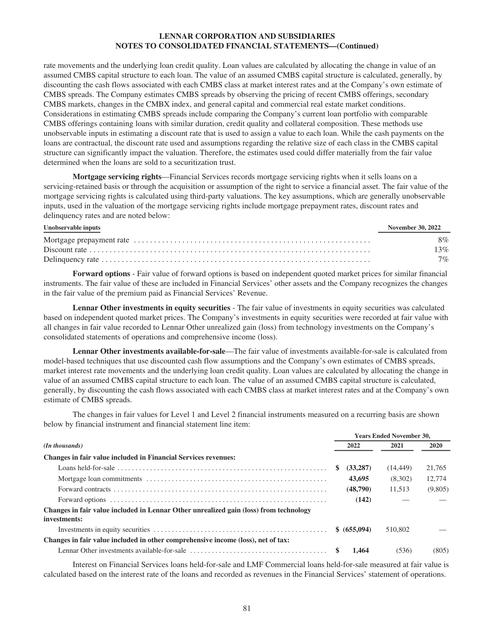 LENNAR CORPORATION AND SUBSIDIARIES
NOTES TO CONSOLIDATED FINANCIAL STATEMENTS—(Continued)
rate movements and the underlying loan credit quality. Loan values are calculated by allocating the change in value of an
assumed CMBS capital structure to each loan. The value of an assumed CMBS capital structure is calculated, generally, by
discounting the cash flows associated with each CMBS class at market interest rates and at the Company's own estimate of
CMBS spreads. The Company estimates CMBS spreads by observing the pricing of recent CMBS offerings, secondary
CMBS markets, changes in the CMBX index, and general capital and commercial real estate market conditions.
Considerations in estimating CMBS spreads include comparing the Company's current loan portfolio with comparable
CMBS offerings containing loans with similar duration, credit quality and collateral composition. These methods use
unobservable inputs in estimating a discount rate that is used to assign a value to each loan. While the cash payments on the
loans are contractual, the discount rate used and assumptions regarding the relative size of each class in the CMBS capital
structure can significantly impact the valuation. Therefore, the estimates used could differ materially from the fair value
determined when the loans are sold to a securitization trust.
Mortgage servicing rights—Financial Services records mortgage servicing rights when it sells loans on a
servicing-retained basis or through the acquisition or assumption of the right to service a financial asset. The fair value of the
mortgage servicing rights is calculated using third-party valuations. The key assumptions, which are generally unobservable
inputs, used in the valuation of the mortgage servicing rights include mortgage prepayment rates, discount rates and
delinquency rates and are noted below:
Unobservable inputs November 30, 2022
Mortgage prepayment rate 8%
Discount rate 13%
Delinquency rate 7%
Forward options - Fair value of forward options is based on independent quoted market prices for similar financial
instruments. The fair value of these are included in Financial Services' other assets and the Company recognizes the changes
in the fair value of the premium paid as Financial Services' Revenue.
Lennar Other investments in equity securities - The fair value of investments in equity securities was calculated
based on independent quoted market prices. The Company's investments in equity securities were recorded at fair value with
all changes in fair value recorded to Lennar Other unrealized gain (loss) from technology investments on the Company's
consolidated statements of operations and comprehensive income (loss).
Lennar Other investments available-for-sale—The fair value of investments available-for-sale is calculated from
model-based techniques that use discounted cash flow assumptions and the Company's own estimates of CMBS spreads,
market interest rate movements and the underlying loan credit quality. Loan values are calculated by allocating the change in
value of an assumed CMBS capital structure to each loan. The value of an assumed CMBS capital structure is calculated,
generally, by discounting the cash flows associated with each CMBS class at market interest rates and at the Company's own
estimate of CMBS spreads.
The changes in fair values for Level 1 and Level 2 financial instruments measured on a recurring basis are shown
below by financial instrument and financial statement line item:
Years Ended November 30,
(In thousands) 2022 2021 2020
Changes in fair value included in Financial Services revenues:
Loans held-for-sale $ (33,287) (14,449) 21,765
Mortgage loan commitments 43,695 (8,302) 12,774
Forward contracts (48,790) 11,513 (9,805)
Forward options (142) — —
Changes in fair value included in Lennar Other unrealized gain (loss) from technology
investments:
Investments in equity securities $ (655,094) 510,802 —
Changes in fair value included in other comprehensive income (loss), net of tax:
Lennar Other investments available-for-sale $ 1,464 (536) (805)
Interest on Financial Services loans held-for-sale and LMF Commercial loans held-for-sale measured at fair value is
calculated based on the interest rate of the loans and recorded as revenues in the Financial Services' statement of operations.
81